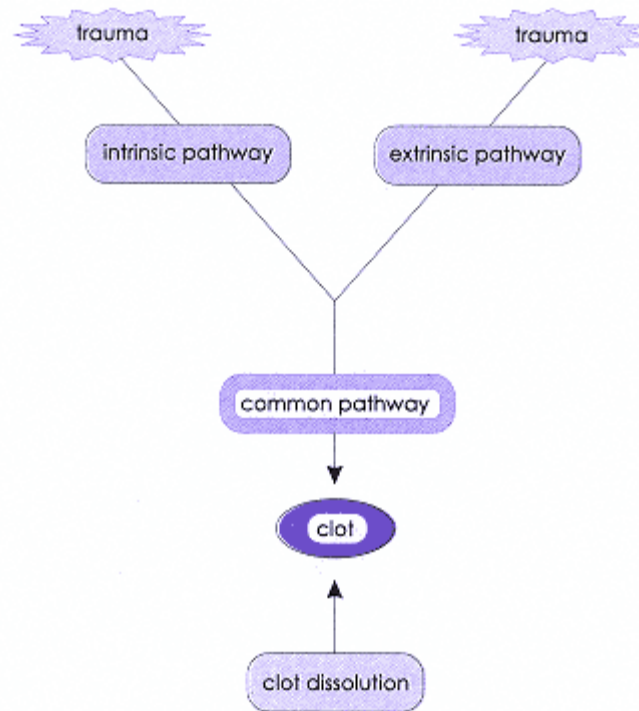 trauma
trauma
intrinsic pathway
extrinsic pathway
common pathway
clot
clot dissolution